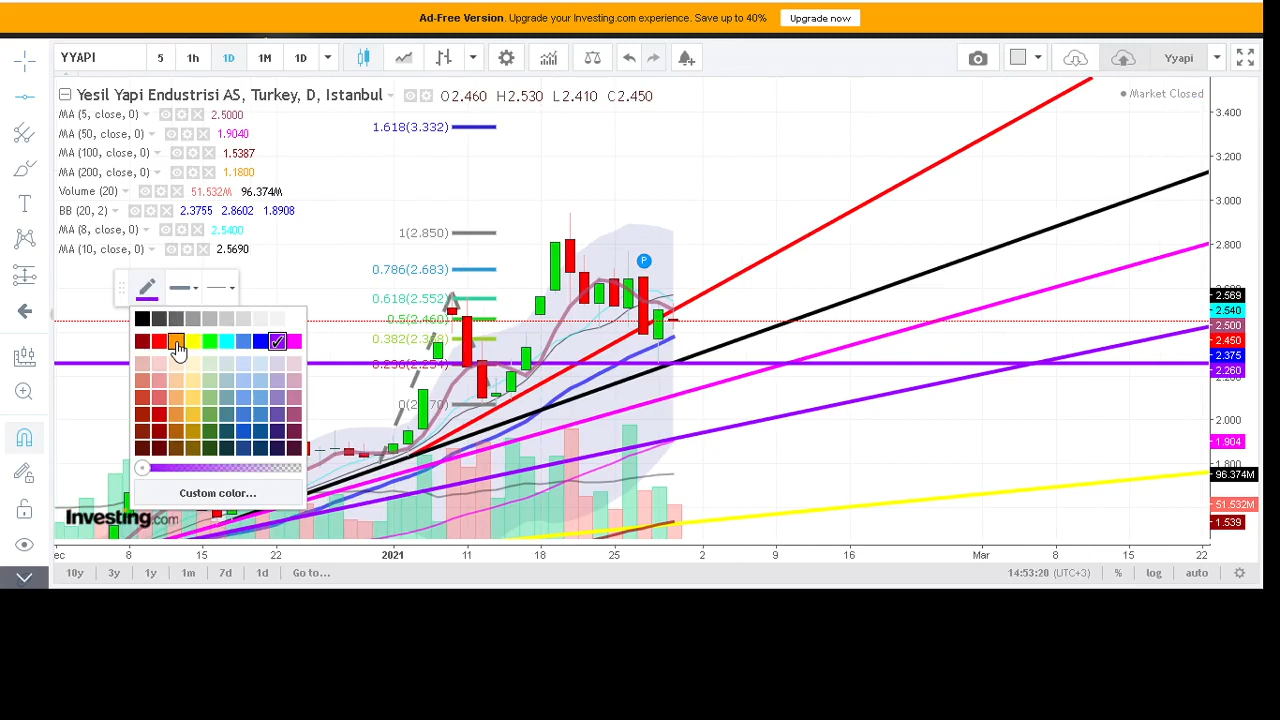 Ad-Free Version. Upgrade your Investing.com experience. Save up to 40% Upgrade now
YYAPI 5 1h 1D 1M 1D Yyapi
Yesil Yapi Endustrisi AS, Turkey, D, Istanbul O2.460 H2.530 L2.410 C2.450
Market Closed
MA (5, close, 0) 2.5000
MA (50, close, 0) 1.9040
MA (100, close, 0) 1.5387
MA (200, close, 0) 1.1800
Volume (20) 51.532M 96.374M
BB (20, 2) 2.3755 2.8602 1.8908
MA (8, close, 0) 2.5400
MA (10, close, 0) 2.5690
1.618(3.332)
1(2.850)
0.786(2.683)
0.618(2.552)
0.5(2.460)
P
3.400
3.200
3.000
2.800
2.569
2.540
2.500
2.450
2.375
2.260
2.000
1.904
1.800
96.374M
51.532M
1.539
Custom color...
Investing.com
8 15 22 2021 11 18 25 2 9 16 Mar 8 15 22
10y 3y 1y 1m 7d 1d Go to... 14:53:20 (UTC+3) % log auto